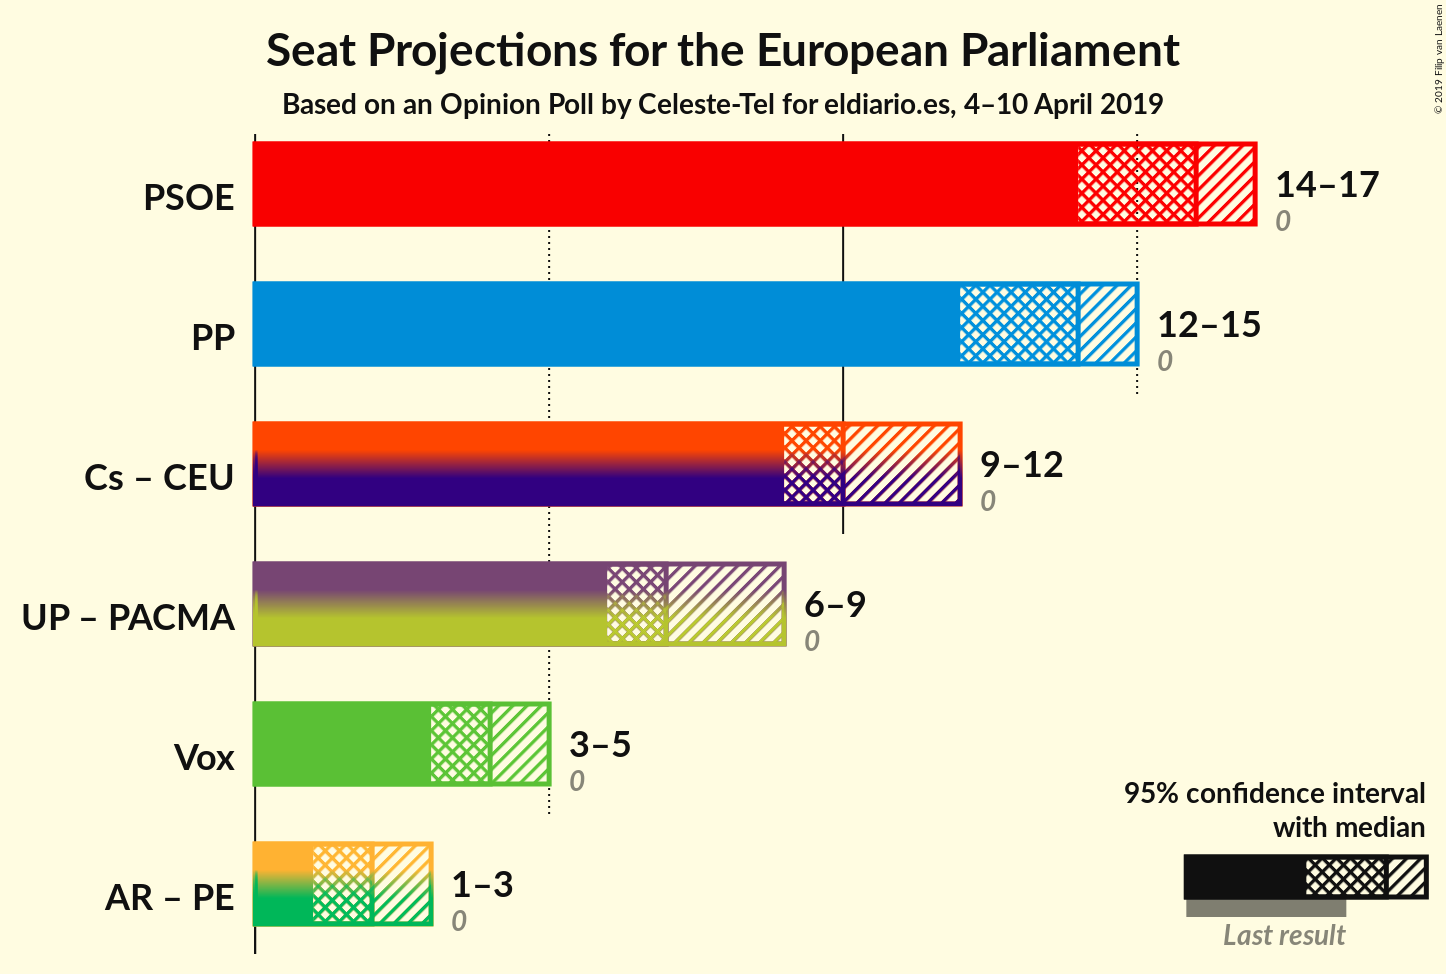 Seat Projections for the European Parliament
Based on an Opinion Poll by Celeste-Tel for eldiario.es, 4–10 April 2019
© 2019 Filip van Laenen
PSOE
14–17
0
PP
12–15
0
Cs – CEU
9–12
0
UP – PACMA
6–9
0
Vox
3–5
0
AR – PE
1–3
0
95% confidence interval
with median
Last result